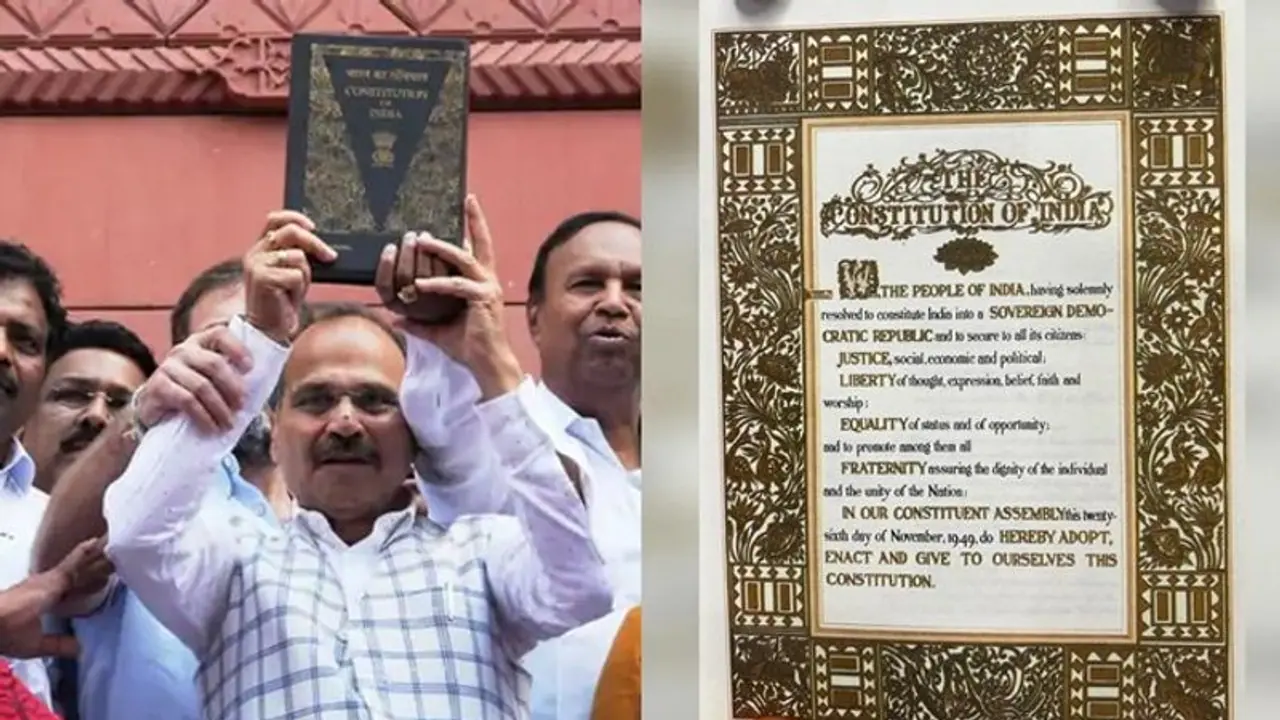 भारत का संविधान
CONSTITUTION
OF
INDIA
THE
CONSTITUTION OF INDIA
WE, THE PEOPLE OF INDIA, having solemnly
resolved to constitute India into a SOVEREIGN DEMO-
CRATIC REPUBLIC and to secure to all its citizens:
JUSTICE, social, economic and political;
LIBERTY of thought, expression, belief, faith and
worship;
EQUALITY of status and of opportunity;
and to promote among them all
FRATERNITY assuring the dignity of the individual
and the unity of the Nation;
IN OUR CONSTITUENT ASSEMBLY this twenty-
sixth day of November, 1949, do HEREBY ADOPT,
ENACT AND GIVE TO OURSELVES THIS
CONSTITUTION.